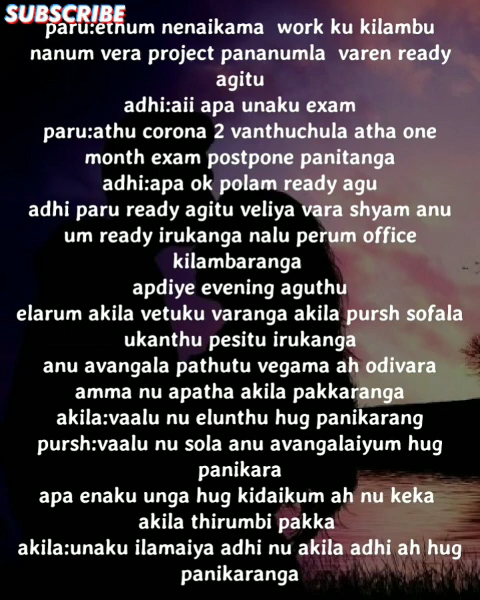 SUBSCRIBE
paru:ethum nenaikama work ku kilambu
nanum vera project pananumla varen ready
agitu
adhi:aii apa unaku exam
paru:athu corona 2 vanthuchula atha one
month exam postpone panitanga
adhi:apa ok polam ready agu
adhi paru ready agitu veliya vara shyam anu
um ready irukanga nalu perum office
kilambaranga
apdiye evening aguthu
elarum akila vetuku varanga akila pursh sofala
ukanthu pesitu irukanga
anu avangala pathutu vegama ah odivara
amma nu apatha akila pakkaranga
akila:vaalu nu elunthu hug panikarang
pursh:vaalu nu sola anu avangalaiyum hug
panikara
apa enaku unga hug kidaikum ah nu keka
akila thirumbi pakka
akila:unaku ilamaiya adhi nu akila adhi ah hug
panikaranga